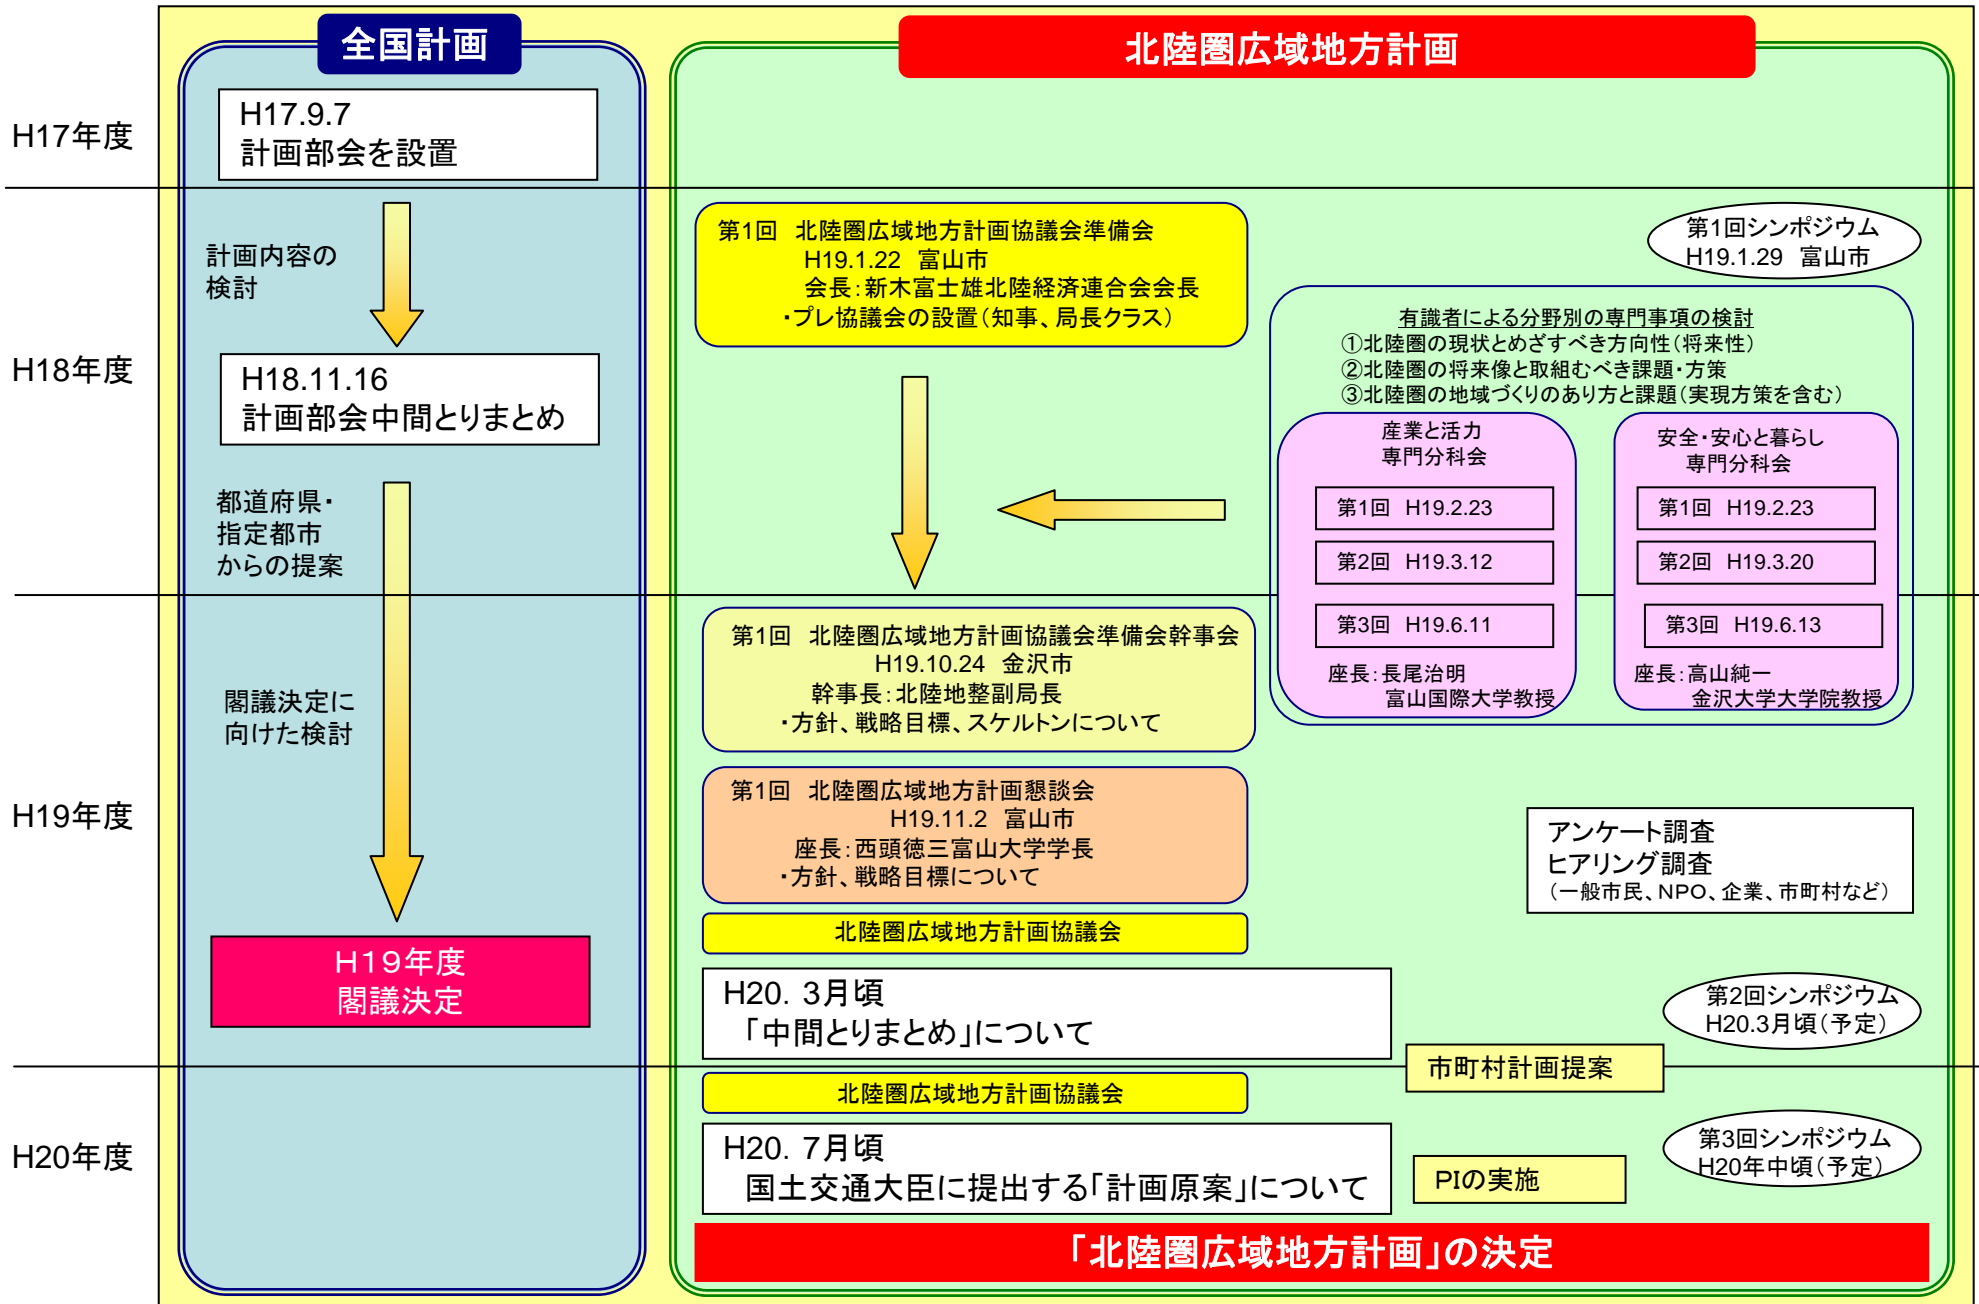 全国計画
北陸圏広域地方計画
H17年度
H17.9.7
計画部会を設置
H18年度
計画内容の
検討
H18.11.16
計画部会中間とりまとめ
都道府県・
指定都市
からの提案
第1回 北陸圏広域地方計画協議会準備会
H19.1.22 富山市
会長:新木富士雄北陸経済連合会会長
・プレ協議会の設置(知事、局長クラス)
第1回シンポジウム
H19.1.29 富山市
有識者による分野別の専門事項の検討
①北陸圏の現状とめざすべき方向性(将来性)
②北陸圏の将来像と取組むべき課題・方策
③北陸圏の地域づくりのあり方と課題(実現方策を含む)
産業と活力
専門分科会
第1回 H19.2.23
第2回 H19.3.12
第3回 H19.6.11
座長:長尾治明
富山国際大学教授
安全・安心と暮らし
専門分科会
第1回 H19.2.23
第2回 H19.3.20
第3回 H19.6.13
座長:高山純一
金沢大学大学院教授
H19年度
閣議決定に
向けた検討
H19年度
閣議決定
第1回 北陸圏広域地方計画協議会準備会幹事会
H19.10.24 金沢市
幹事長:北陸地整副局長
・方針、戦略目標、スケルトンについて
第1回 北陸圏広域地方計画懇談会
H19.11.2 富山市
座長:西頭徳三富山大学学長
・方針、戦略目標について
アンケート調査
ヒアリング調査
(一般市民、NPO、企業、市町村など)
北陸圏広域地方計画協議会
H20. 3月頃
「中間とりまとめ」について
第2回シンポジウム
H20.3月頃(予定)
市町村計画提案
H20年度
北陸圏広域地方計画協議会
H20. 7月頃
国土交通大臣に提出する「計画原案」について
PIの実施
第3回シンポジウム
H20年中頃(予定)
「北陸圏広域地方計画」の決定